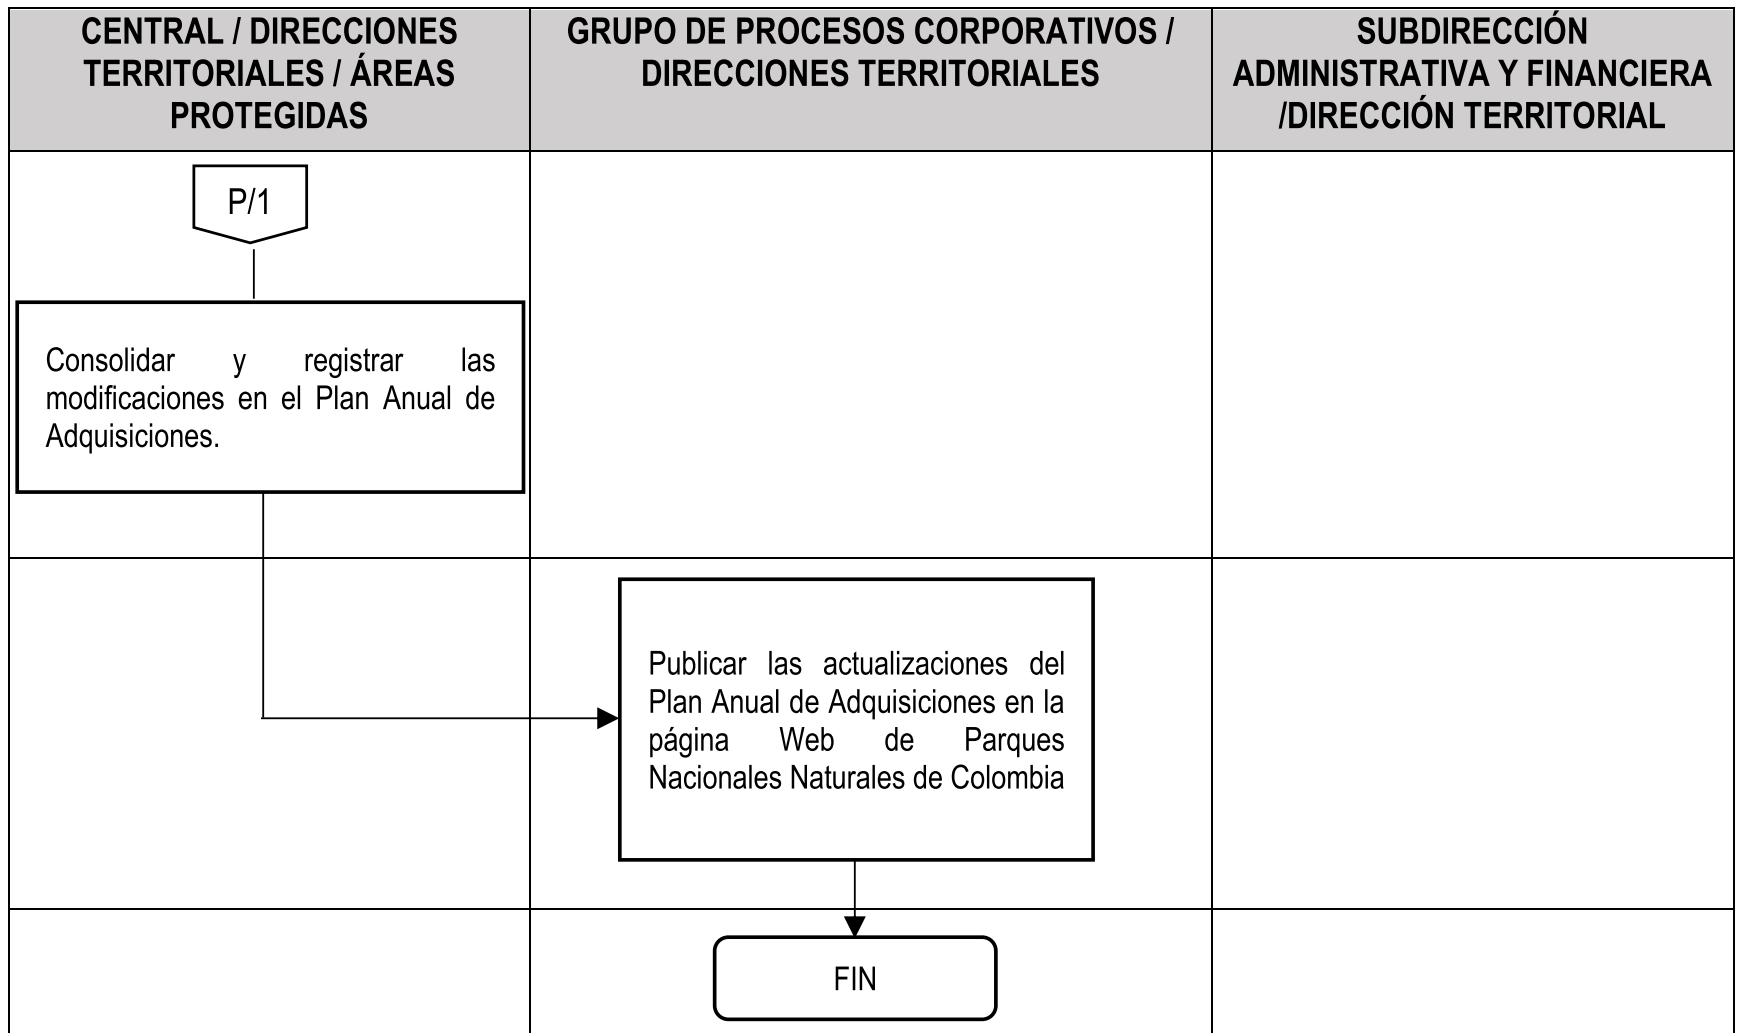 CENTRAL / DIRECCIONES
TERRITORIALES / ÁREAS
PROTEGIDAS
GRUPO DE PROCESOS CORPORATIVOS /
DIRECCIONES TERRITORIALES
SUBDIRECCIÓN
ADMINISTRATIVA Y FINANCIERA
/DIRECCIÓN TERRITORIAL
P/1
Consolidar y registrar las
modificaciones en el Plan Anual de
Adquisiciones.
Publicar las actualizaciones del
Plan Anual de Adquisiciones en la
página Web de Parques
Nacionales Naturales de Colombia
FIN